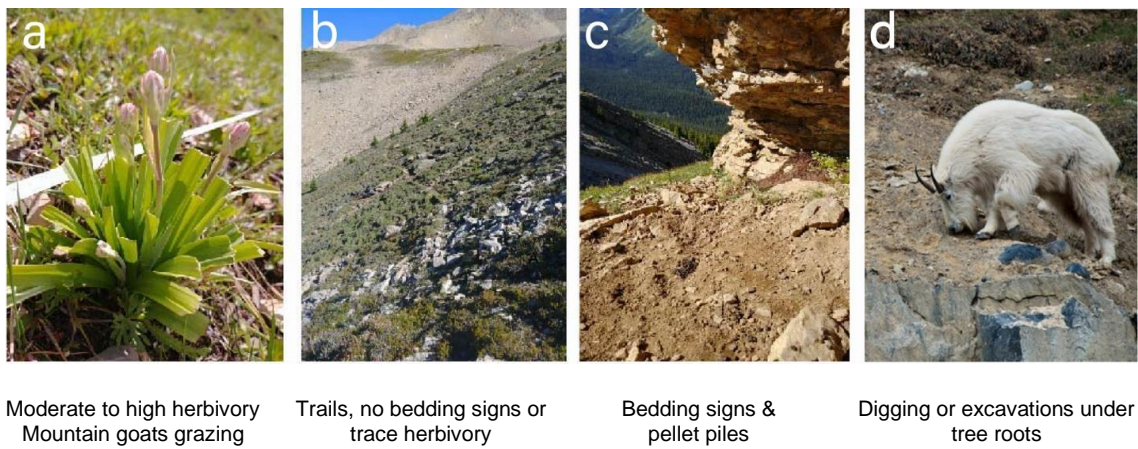 a
b
c
d
Moderate to high herbivory
Mountain goats grazing
Trails, no bedding signs or
trace herbivory
Bedding signs &
pellet piles
Digging or excavations under
tree roots